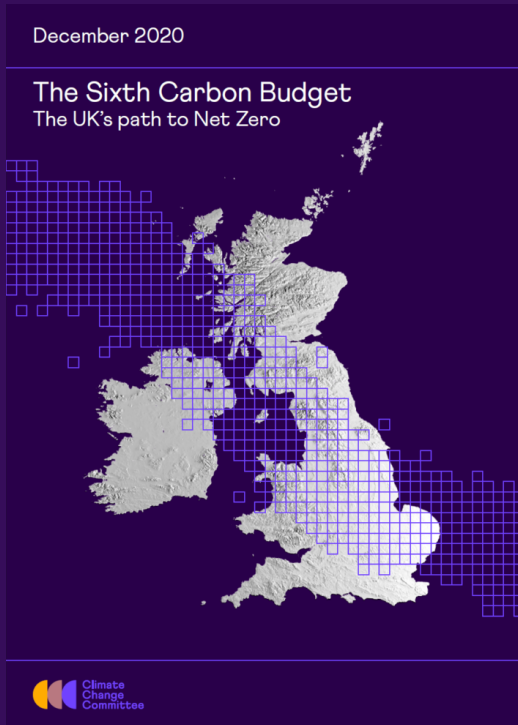 December 2020
The Sixth Carbon Budget
The UK's path to Net Zero
Climate
Change
Committee